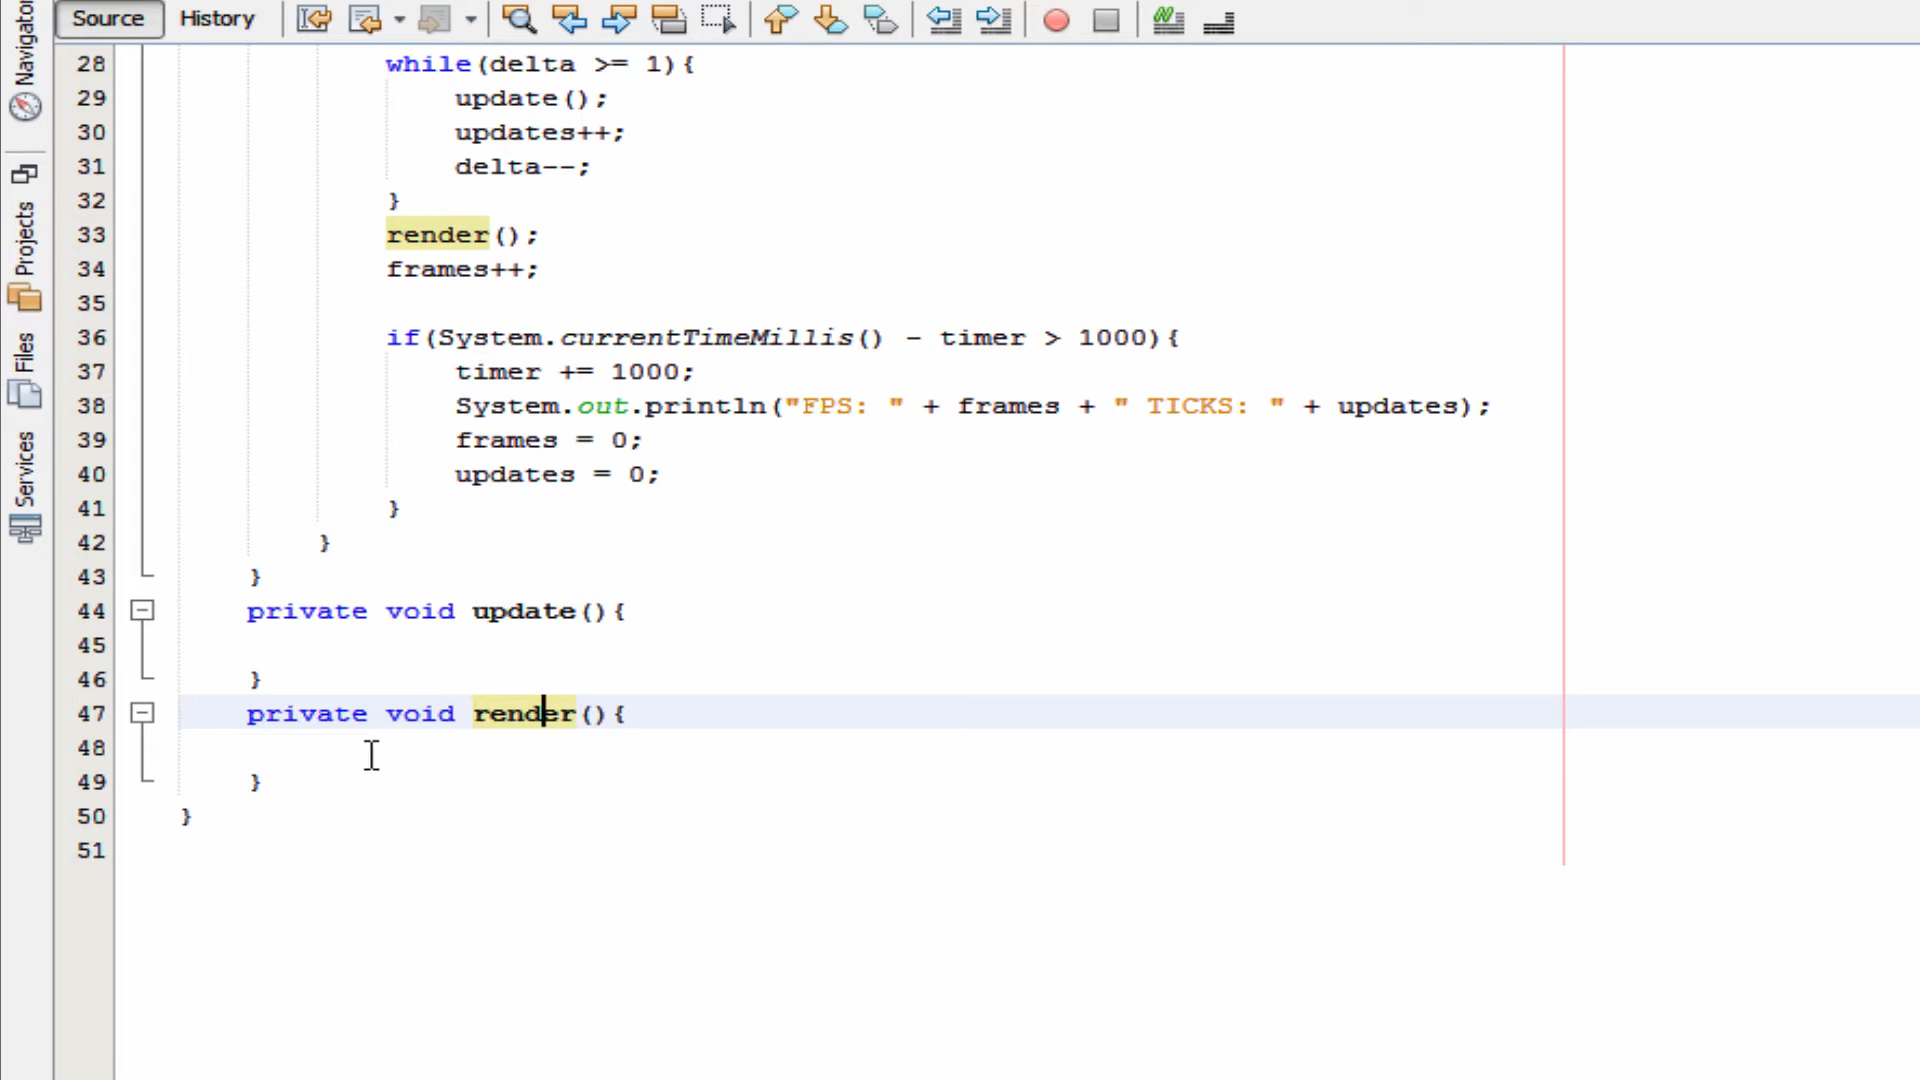 Source History
Navigator
Projects
Files
Services
28 while(delta >= 1){
29 update();
30 updates++;
31 delta--;
32 }
33 render();
34 frames++;
35
36 if(System.currentTimeMillis() - timer > 1000){
37 timer += 1000;
38 System.out.println("FPS: " + frames + " TICKS: " + updates);
39 frames = 0;
40 updates = 0;
41 }
42 }
43 }
44 private void update(){
45
46 }
47 private void render(){
48
49 }
50 }
51